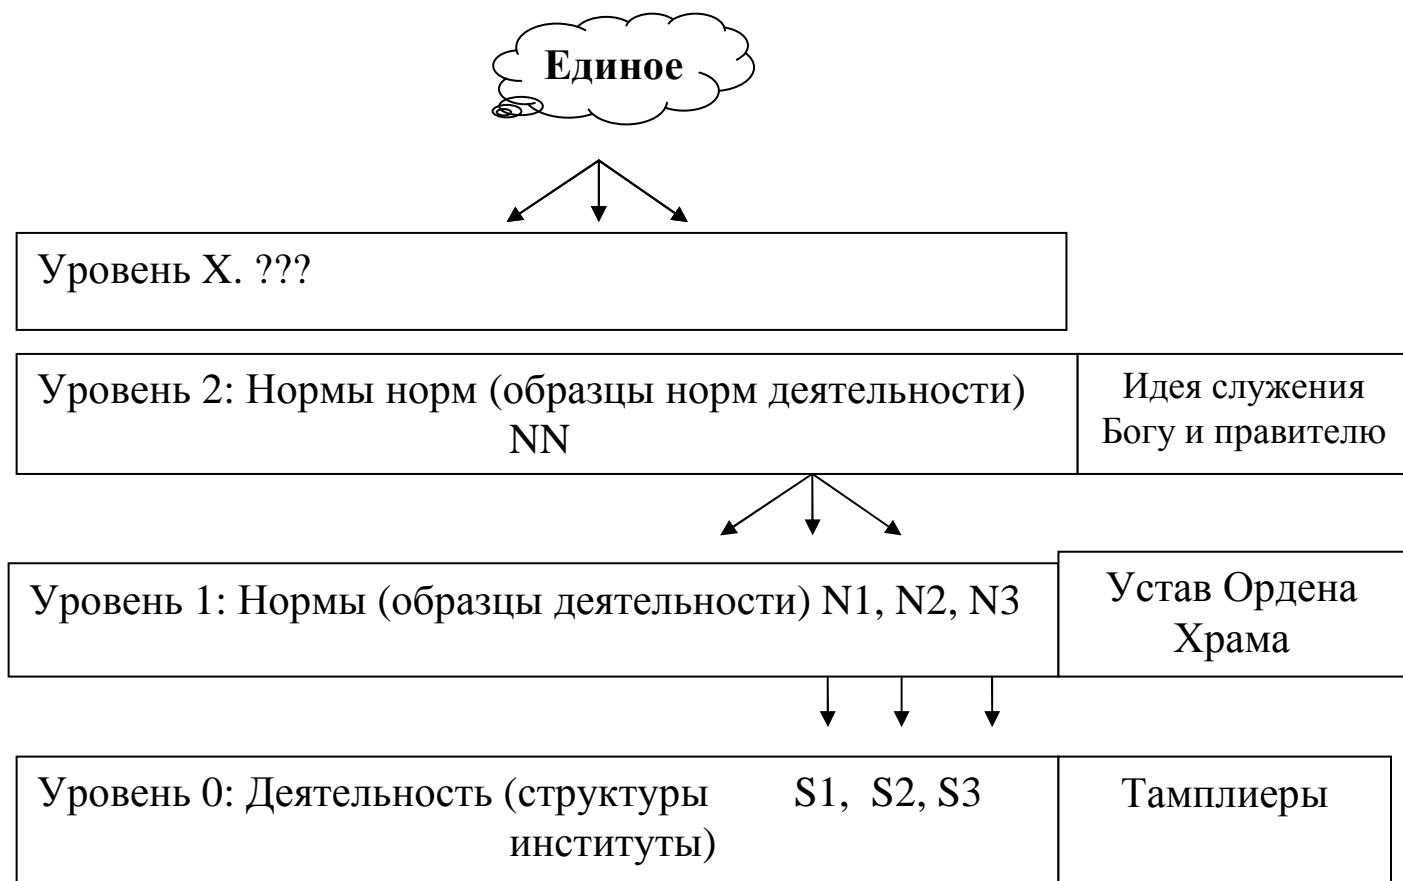 Единое
Уровень X. ???
Уровень 2: Нормы норм (образцы норм деятельности)
NN
Идея служения
Богу и правителю
Уровень 1: Нормы (образцы деятельности) N1, N2, N3
Устав Ордена
Храма
Уровень 0: Деятельность (структуры S1, S2, S3
институты)
Тамплиеры